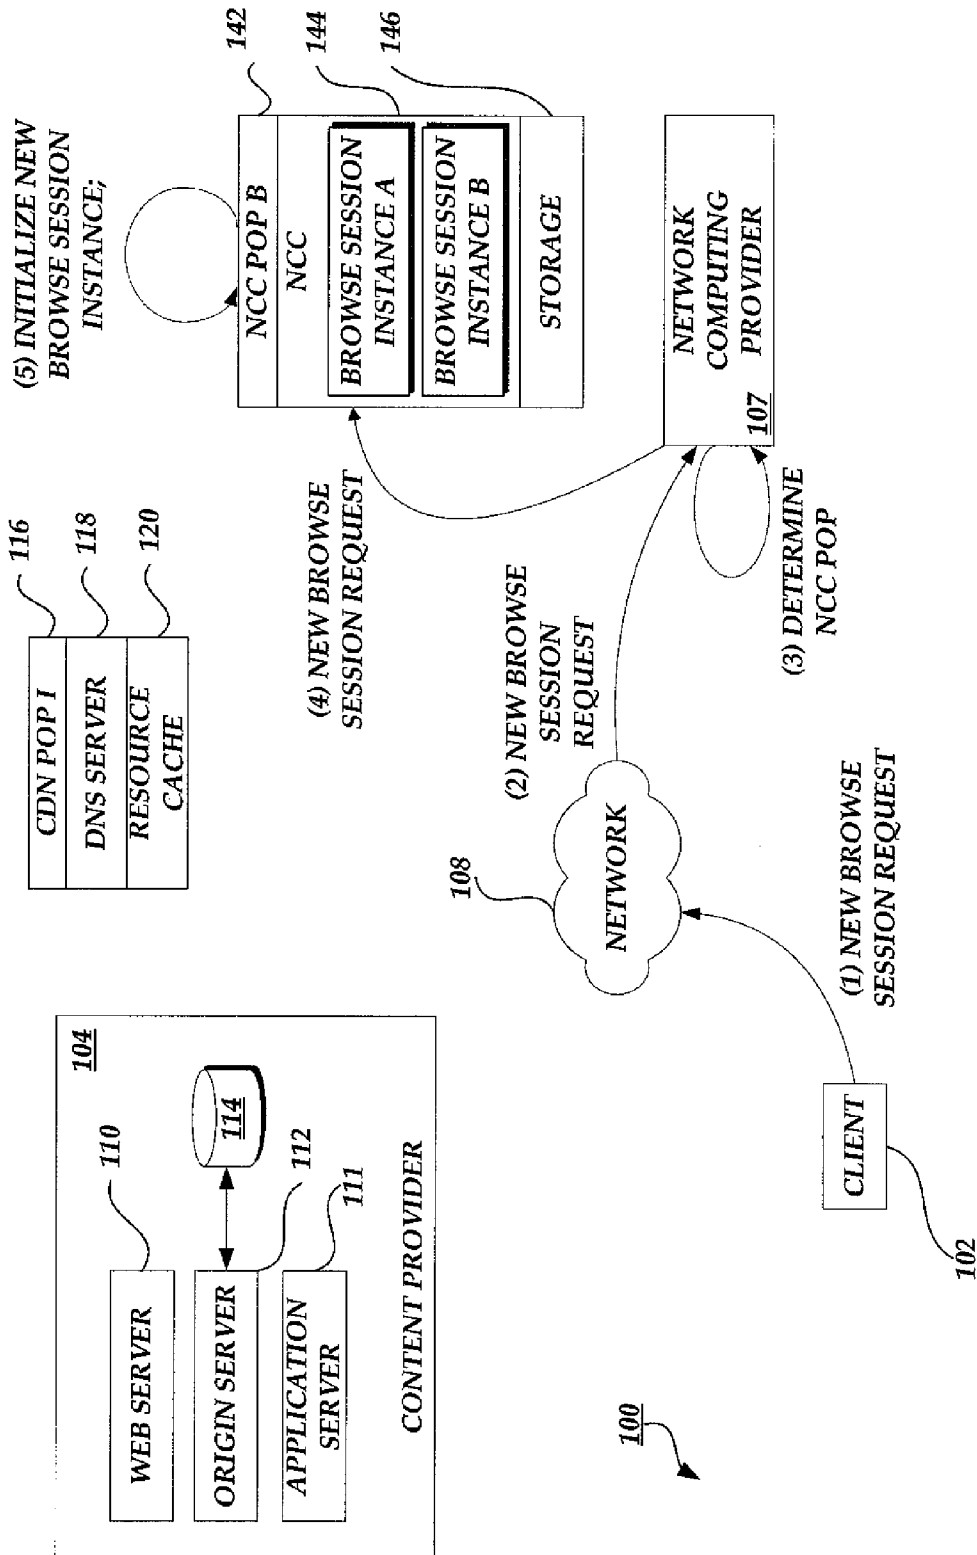 104
110
WEB SERVER
ORIGIN SERVER
114
112
APPLICATION
SERVER
111
CONTENT PROVIDER
CDN POP I
116
DNS SERVER
118
RESOURCE
CACHE
120
(5) INITIALIZE NEW
BROWSE SESSION
INSTANCE;
NCC POP B
142
NCC
BROWSE SESSION
INSTANCE A
144
BROWSE SESSION
INSTANCE B
STORAGE
146
(4) NEW BROWSE
SESSION REQUEST
(2) NEW BROWSE
SESSION
REQUEST
NETWORK
COMPUTING
PROVIDER
107
(3) DETERMINE
NCC POP
108
NETWORK
(1) NEW BROWSE
SESSION REQUEST
CLIENT
102
100